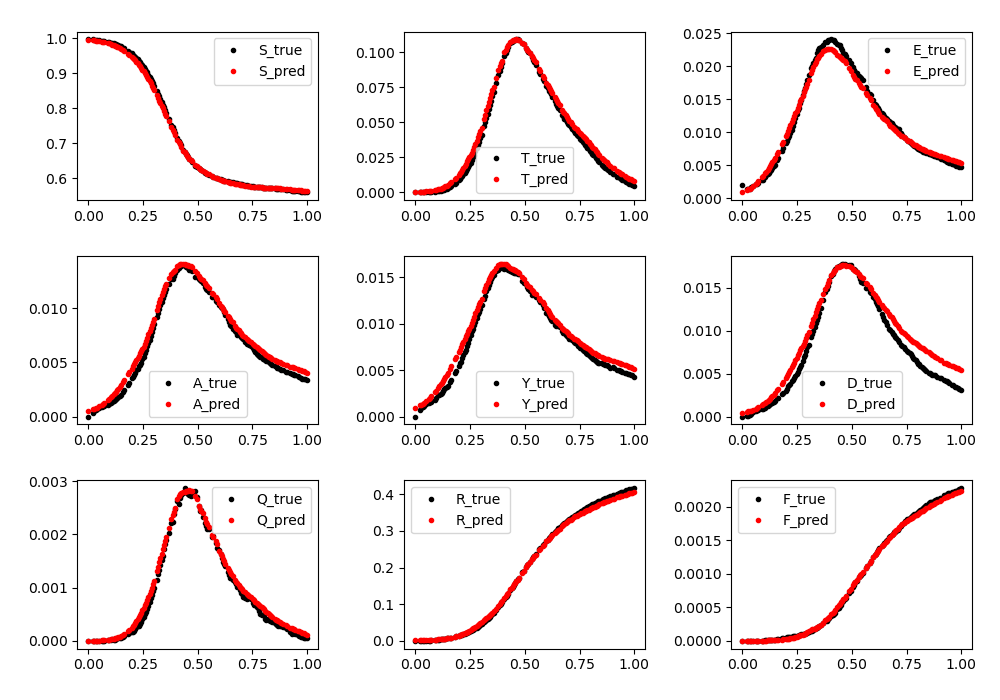 1.0
0.9
0.8
0.7
0.6
S_true
S_pred
0.00 0.25 0.50 0.75 1.00
0.100
0.075
0.050
0.025
0.000
T_true
T_pred
0.00 0.25 0.50 0.75 1.00
0.025
0.020
0.015
0.010
0.005
0.000
E_true
E_pred
0.00 0.25 0.50 0.75 1.00
0.010
0.005
0.000
A_true
A_pred
0.00 0.25 0.50 0.75 1.00
0.015
0.010
0.005
0.000
Y_true
Y_pred
0.00 0.25 0.50 0.75 1.00
0.015
0.010
0.005
0.000
D_true
D_pred
0.00 0.25 0.50 0.75 1.00
0.003
0.002
0.001
0.000
Q_true
Q_pred
0.00 0.25 0.50 0.75 1.00
0.4
0.3
0.2
0.1
0.0
R_true
R_pred
0.00 0.25 0.50 0.75 1.00
0.0020
0.0015
0.0010
0.0005
0.0000
F_true
F_pred
0.00 0.25 0.50 0.75 1.00